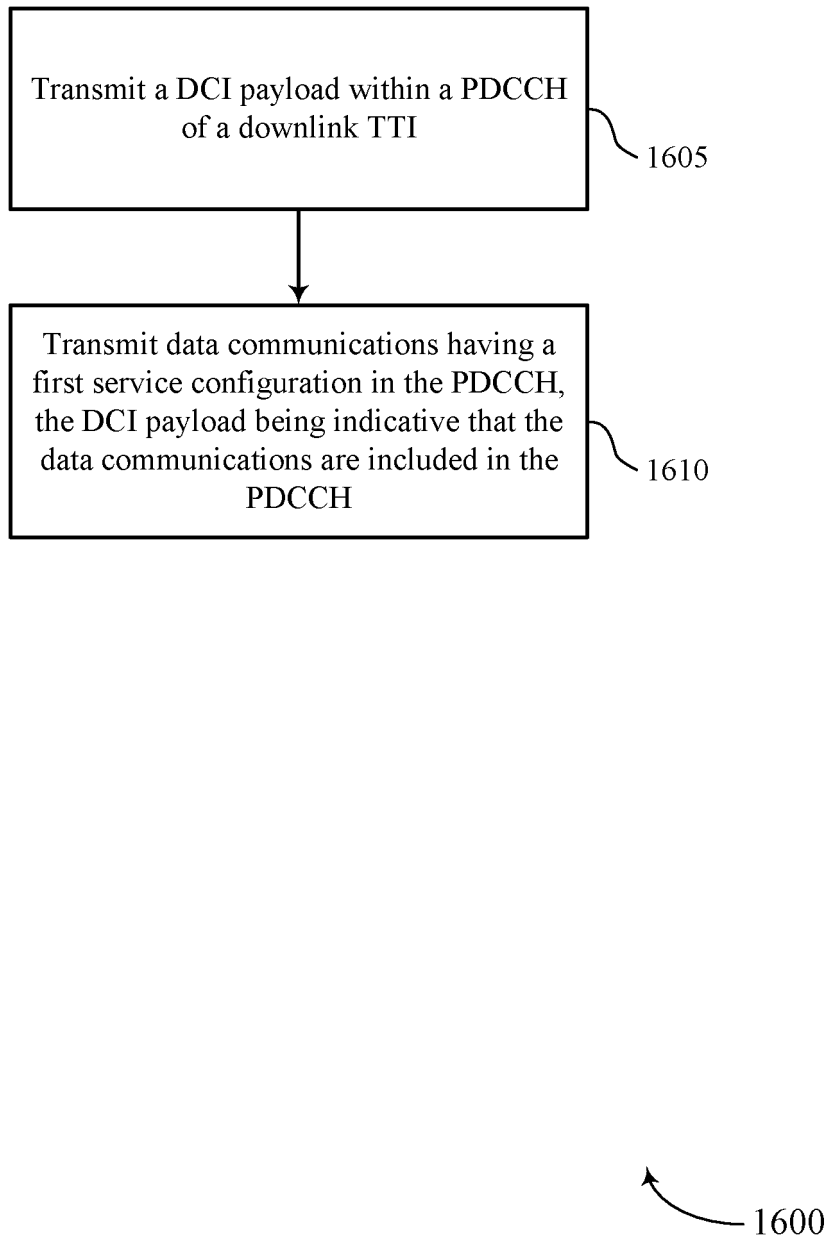 Transmit a DCI payload within a PDCCH
of a downlink TTI
1605
Transmit data communications having a
first service configuration in the PDCCH,
the DCI payload being indicative that the
data communications are included in the
PDCCH
1610
1600